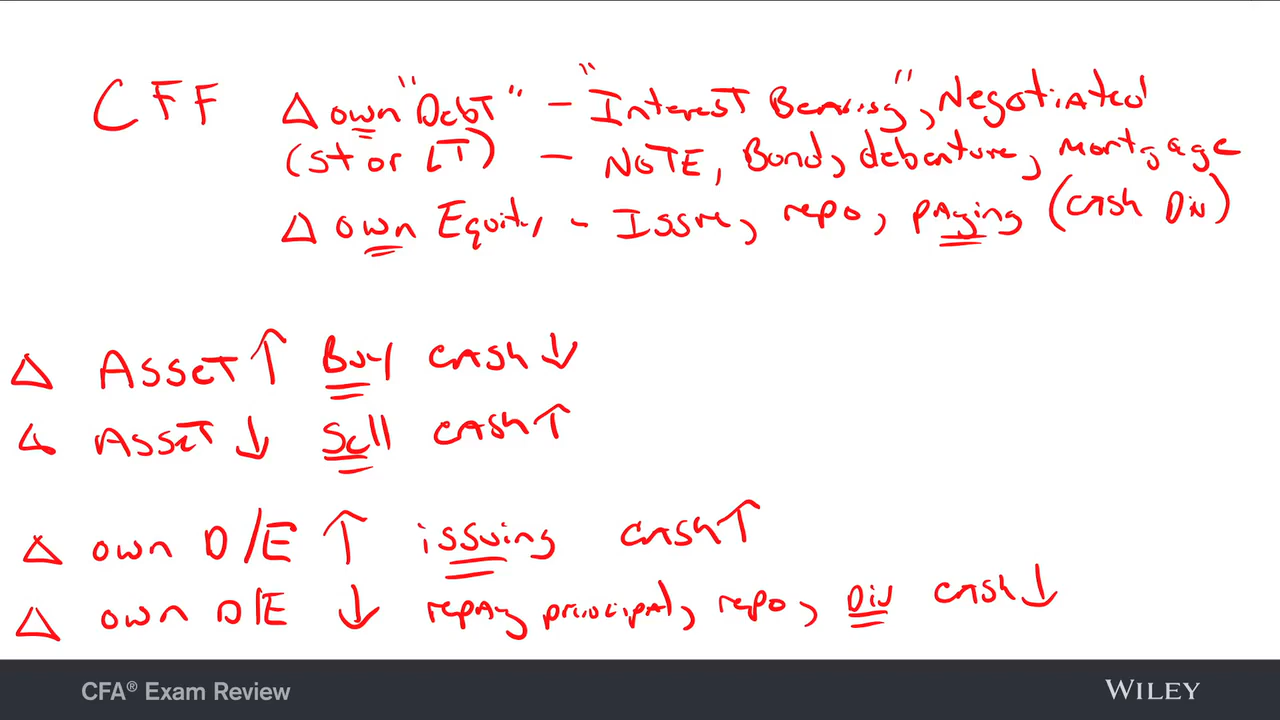 CFF Δ own "Debt" - "Interest Bearing", Negotiated
(St or LT) - NOTE, Bond, debenture, mortgage
Δ own Equity - Issue, repo, paying (cash Div)
Δ Asset ↑ Buy cash ↓
Δ Asset ↓ Sell cash ↑
Δ own D/E ↑ issuing cash ↑
Δ own D/E ↓ repay principal, repo, Div cash ↓
CFA® Exam Review WILEY